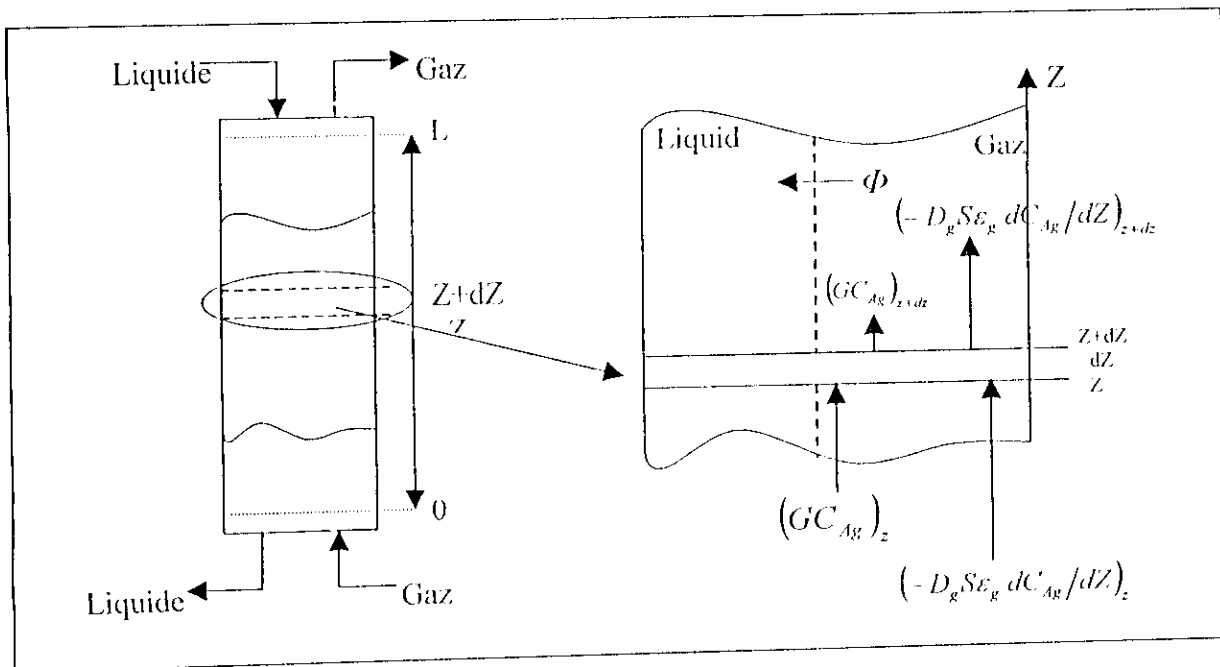 Liquide
Gaz
L
Z+dZ
Z
0
Liquide
Gaz
Z
Liquid
Gaz
Φ
(- D_g S ε_g dC_Ag/dZ)_z+dz
(GC_Ag)_z+dz
Z+dZ
dZ
Z
(GC_Ag)_z
(- D_g S ε_g dC_Ag/dZ)_z